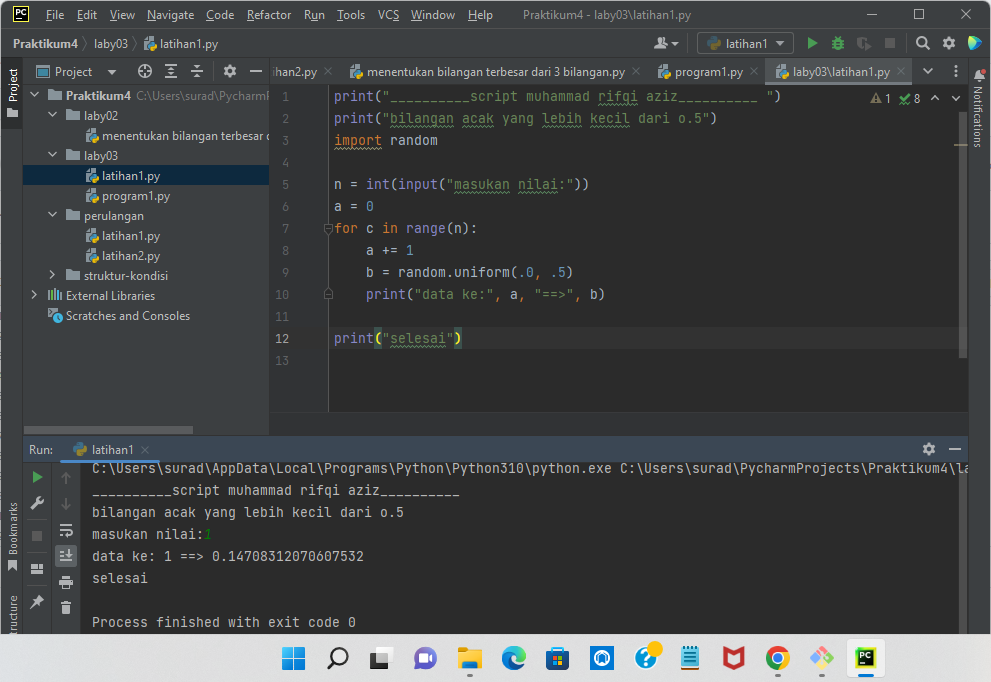 PC File Edit View Navigate Code Refactor Run Tools VCS Window Help Praktikum4 - laby03\latihan1.py
Praktikum4 laby03 latihan1.py latihan1
Project ihan2.py menentukan bilangan terbesar dari 3 bilangan.py program1.py laby03\latihan1.py
Project
Notifications
Praktikum4 C:\Users\surad\PycharmPr
laby02
menentukan bilangan terbesar d
laby03
latihan1.py
program1.py
perulangan
latihan1.py
latihan2.py
struktur-kondisi
External Libraries
Scratches and Consoles
1 8
1 print("__________script muhammad rifqi aziz__________ ")
2 print("bilangan acak yang lebih kecil dari o.5")
3 import random
4
5 n = int(input("masukan nilai:"))
6 a = 0
7 for c in range(n):
8 a += 1
9 b = random.uniform(.0, .5)
10 print("data ke:", a, "==>", b)
11
12 print("selesai")
13
Run: latihan1
C:\Users\surad\AppData\Local\Programs\Python\Python310\python.exe C:\Users\surad\PycharmProjects\Praktikum4\la
__________script muhammad rifqi aziz__________
bilangan acak yang lebih kecil dari o.5
masukan nilai:1
data ke: 1 ==> 0.14708312070607532
selesai
Process finished with exit code 0
Bookmarks
tructure
PC